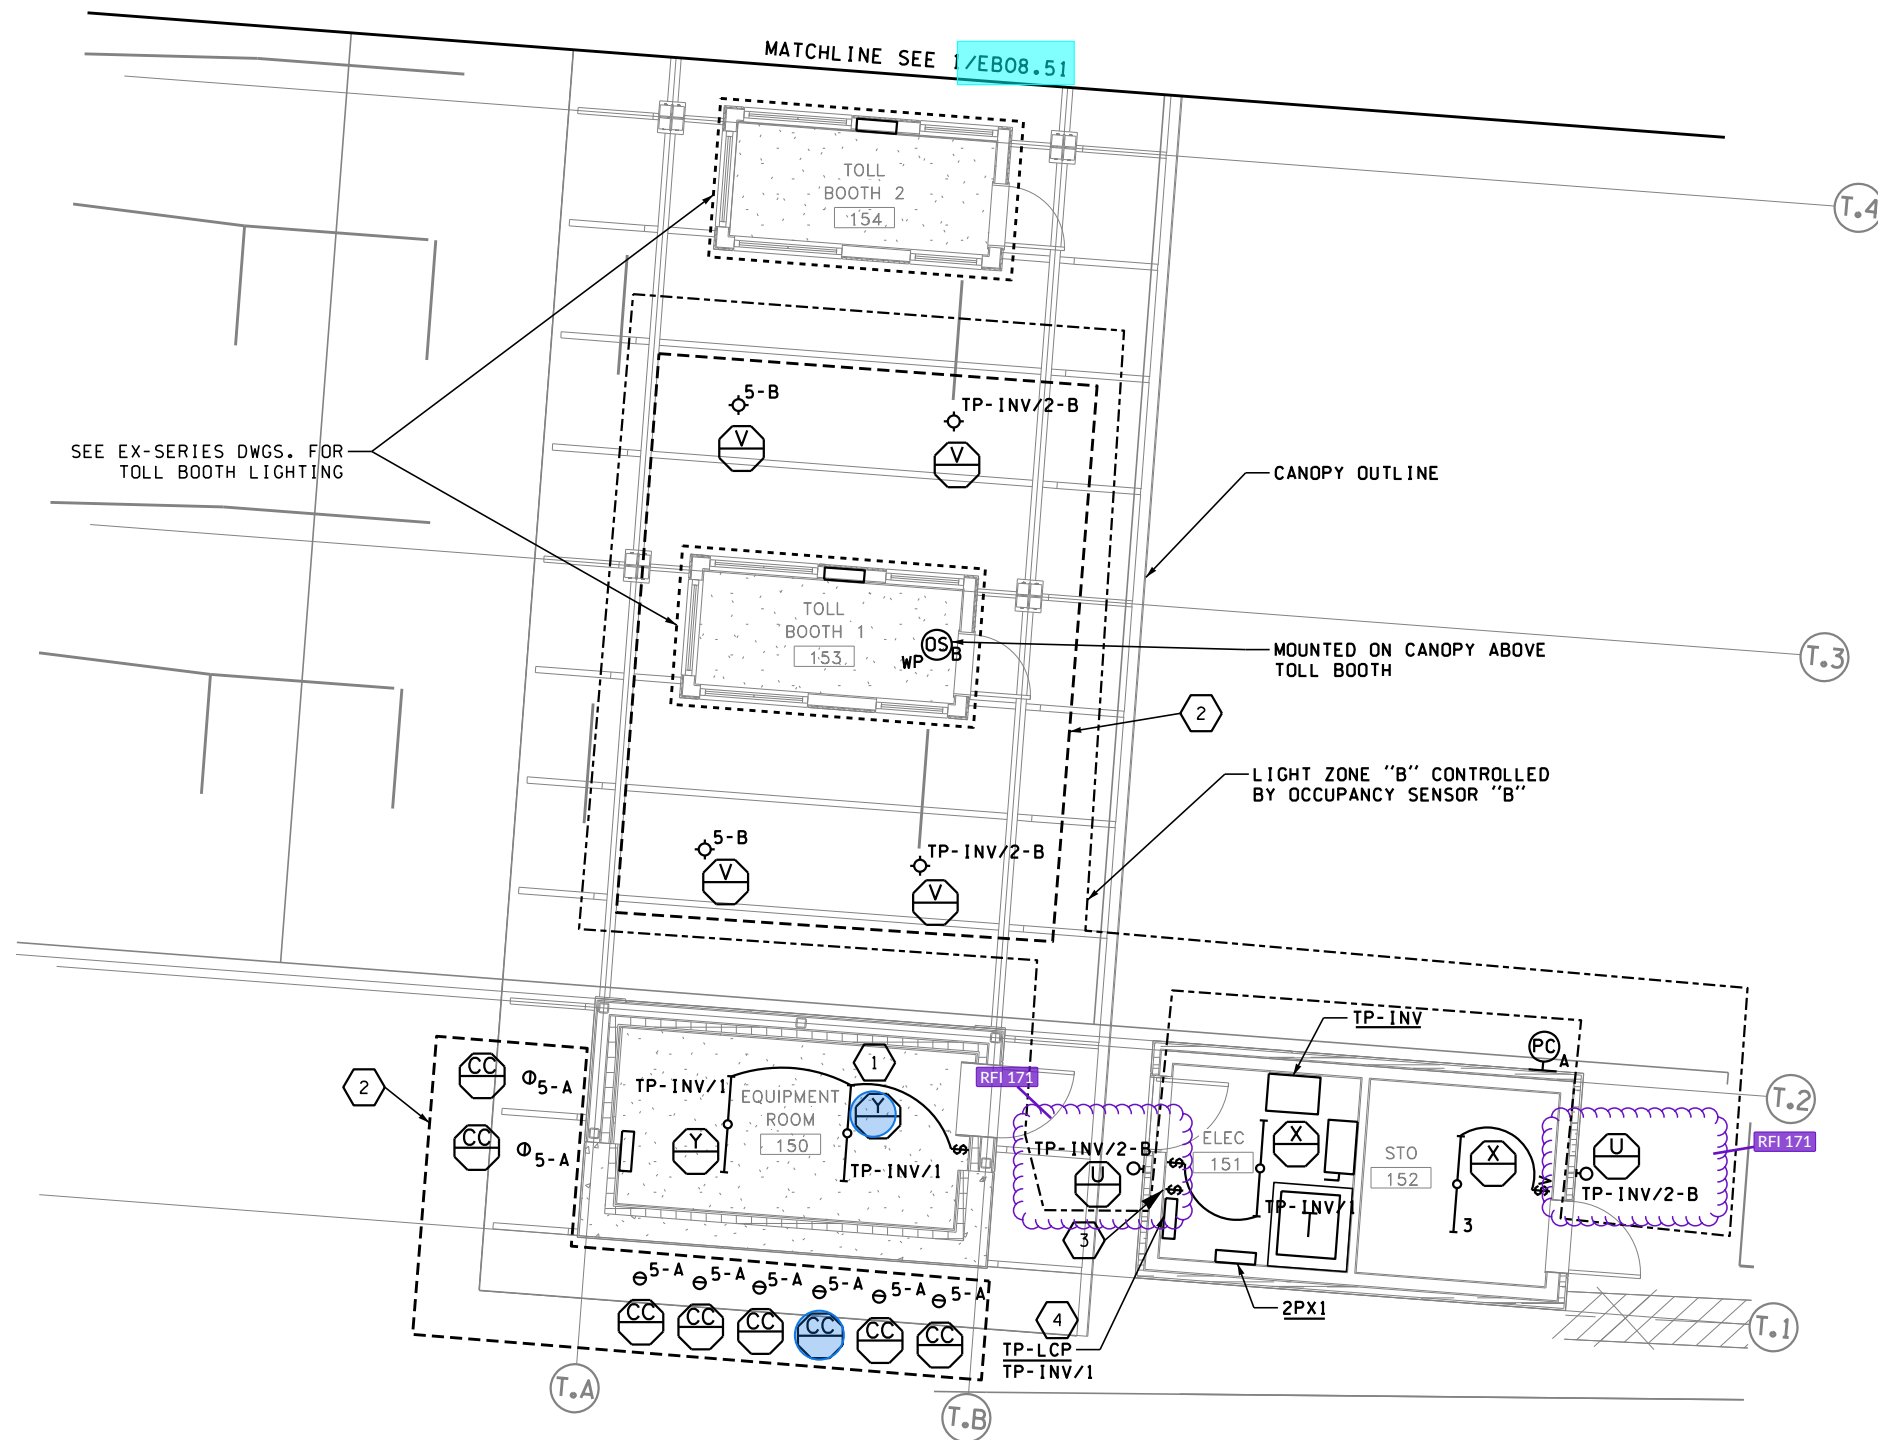 MATCHLINE SEE 1/EB08.51
T.4
TOLL
BOOTH 2
154
5-B
TP-INV/2-B
V
V
SEE EX-SERIES DWGS. FOR
TOLL BOOTH LIGHTING
CANOPY OUTLINE
TOLL
BOOTH 1
153
OS
B
WP
MOUNTED ON CANOPY ABOVE
TOLL BOOTH
T.3
2
LIGHT ZONE "B" CONTROLLED
BY OCCUPANCY SENSOR "B"
5-B
TP-INV/2-B
V
V
TP-INV
PC
A
1
RFI 171
2
CC
5-A
TP-INV/1
EQUIPMENT
ROOM
150
Y
Y
TP-INV/1
$
T.2
RFI 171
CC
5-A
TP-INV/2-B
U
$
$
ELEC
151
X
TP-INV/1
T
STO
152
X
$
3
U
TP-INV/2-B
3
5-A
5-A
5-A
5-A
5-A
5-A
CC
CC
CC
CC
CC
CC
4
TP-LCP
TP-INV/1
2PX1
T.1
T.A
T.B